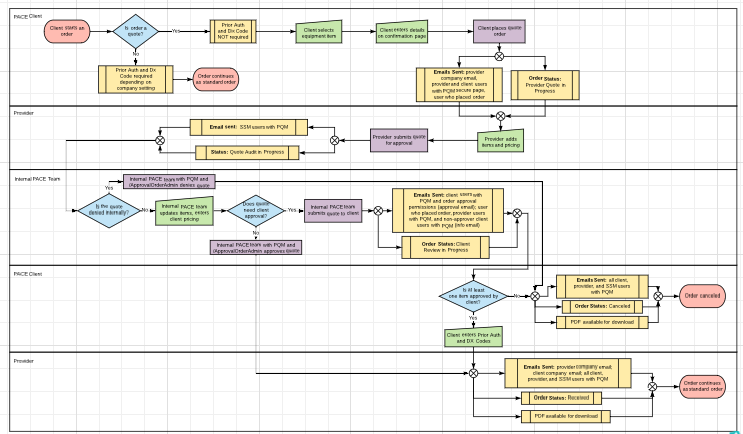 PACE Client
Client starts an
order
Is order a
quote?
Yes
Prior Auth
and Dx Code
NOT required
Client selects
equipment item
Client enters details
on confirmation page
Client places quote
order
No
Prior Auth and Dx
Code required
depending on
company setting
Order continues
as standard order
Emails Sent: provider
company email,
provider and client users
with PQM secure page,
user who placed order
Order Status:
Provider Quote in
Progress
Provider
Email sent: SSM users with PQM
Status: Quote Audit in Progress
Provider submits quote
for approval
Provider adds
items and pricing
Internal PACE Team
Internal PACE team with PQM and
/ApprovalOrderAdmin denies quote
Yes
Is the quote
denied internally?
No
Internal PACE team
updates items, enters
client pricing
Does quote
need client
approval?
Yes
Internal PACE team
submits quote to client
Emails Sent: client users with
PQM and order approval
permissions (approval email);
user who placed order, provider users
with PQM, and non-approver client
users with PQM (info email)
Order Status: Client
Review in Progress
No
Internal PACE team with PQM and
/ApprovalOrderAdmin approves quote
PACE Client
Is at least
one item approved by
client?
No
Emails Sent: all client,
provider, and SSM users with
PQM
Order Status: Canceled
PDF available for download
Order canceled
Yes
Client enters Prior Auth
and DX Codes
Provider
Emails Sent: provider company email;
client company email; all client,
provider, and SSM users with PQM
Order Status: Received
PDF available for download
Order continues
as standard order